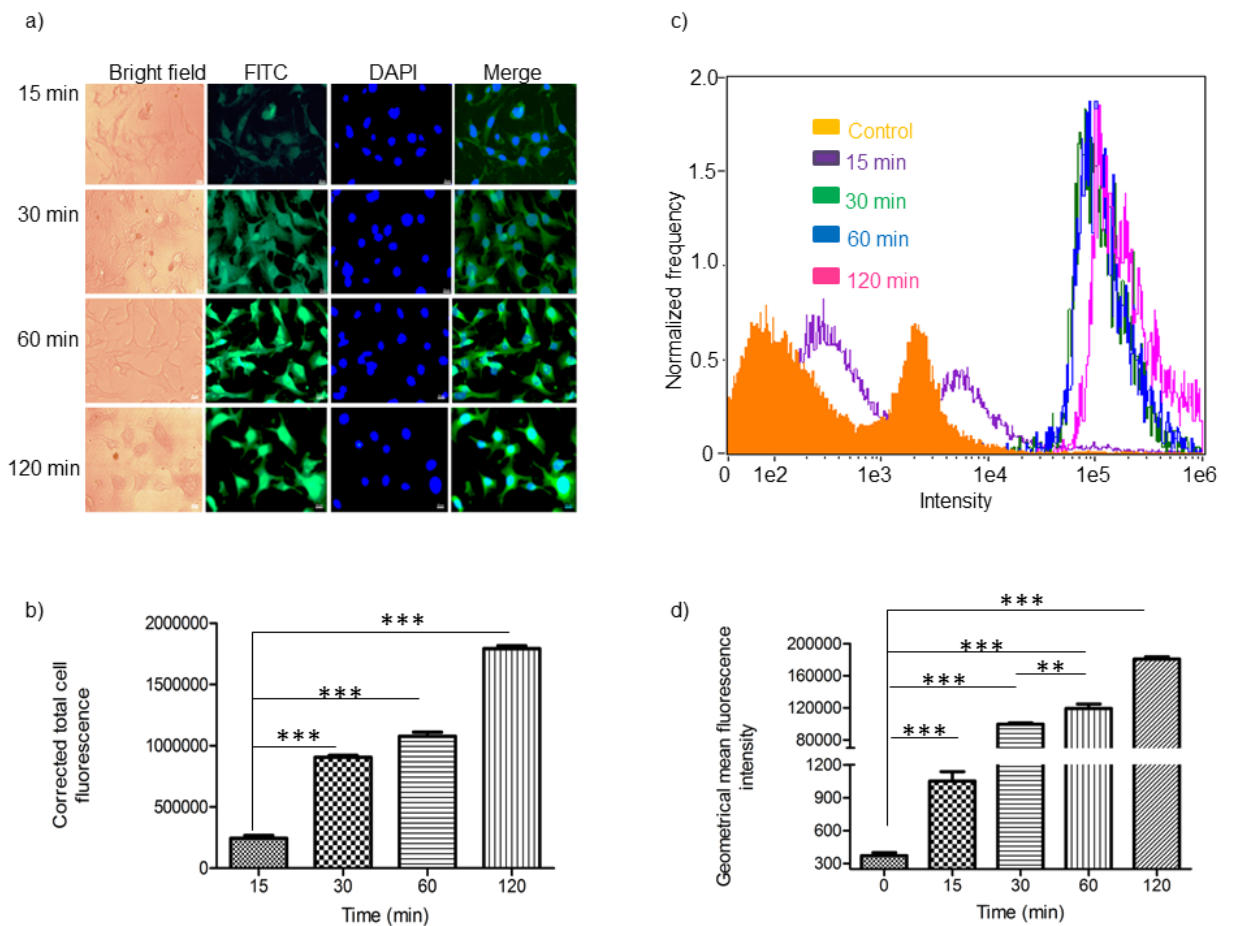 a)
Bright field FITC DAPI Merge
15 min
30 min
60 min
120 min
c)
2.0
1.5
1.0
0.5
0
Normalized frequency
Control
15 min
30 min
60 min
120 min
0 1e2 1e3 1e4 1e5 1e6
Intensity
b)
Corrected total cell
fluorescence
2000000
1500000
1000000
500000
0
***
***
***
15 30 60 120
Time (min)
d)
Geometrical mean fluorescence
intensity
200000
160000
120000
80000
1200
900
600
300
***
***
**
***
***
0 15 30 60 120
Time (min)